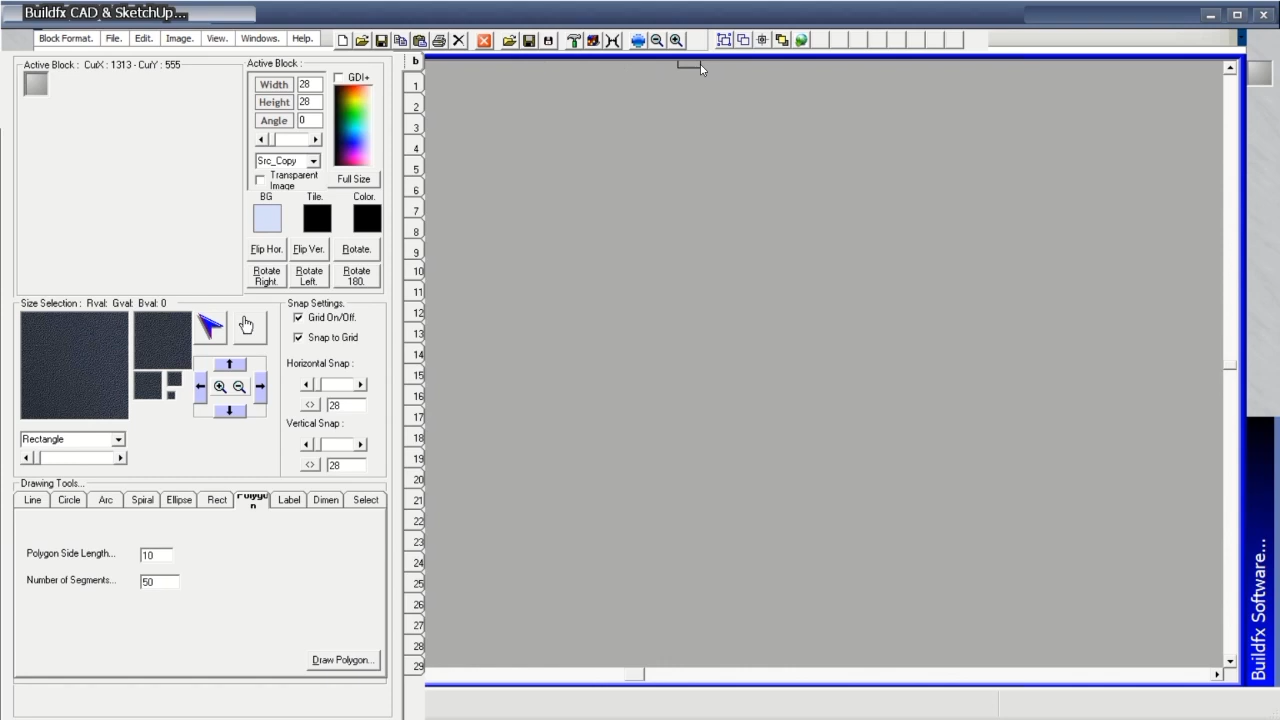 Buildfx CAD & SketchUp...
Block Format. File. Edit. Image. View. Windows. Help.
Active Block : CurX : 1313 - CurY : 555
Active Block :
Width 28
GDI+
Height 28
Angle 0
Src_Copy
Transparent Image
Full Size
BG Tile. Color.
Flip Hor. Flip Ver. Rotate.
Rotate Right. Rotate Left. Rotate 180.
Size Selection : Rval: Gval: Bval: 0
Rectangle
Snap Settings.
Grid On/Off.
Snap to Grid
Horizontal Snap :
<> 28
Vertical Snap :
<> 28
Drawing Tools...
Line Circle Arc Spiral Ellipse Rect Polygon Label Dimen Select
Polygon Side Length... 10
Number of Segments... 50
Draw Polygon...
b
1
2
3
4
5
6
7
8
9
10
11
12
13
14
15
16
17
18
19
20
21
22
23
24
25
26
27
28
29
Buildfx Software...